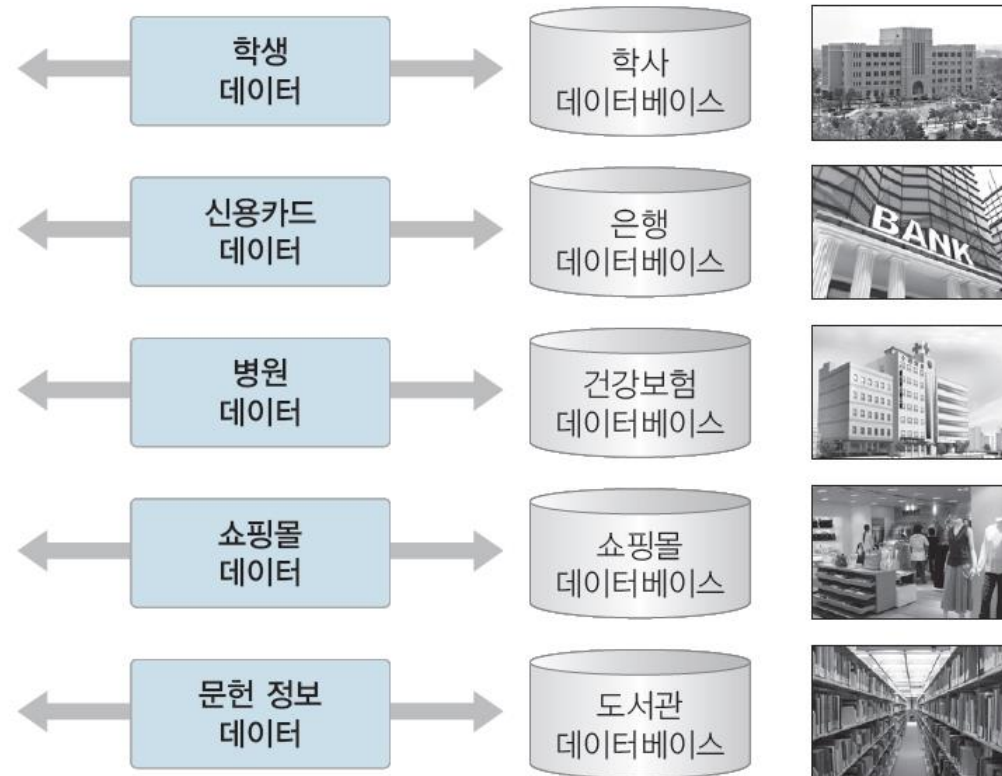 학생
데이터
학사
데이터베이스
신용카드
데이터
은행
데이터베이스
BANK
병원
데이터
건강보험
데이터베이스
쇼핑몰
데이터
쇼핑몰
데이터베이스
문헌 정보
데이터
도서관
데이터베이스